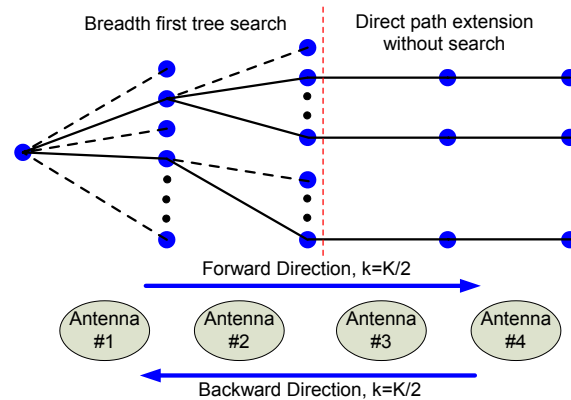 Breadth first tree search
Direct path extension
without search
Forward Direction, k=K/2
Antenna
#1
Antenna
#2
Antenna
#3
Antenna
#4
Backward Direction, k=K/2